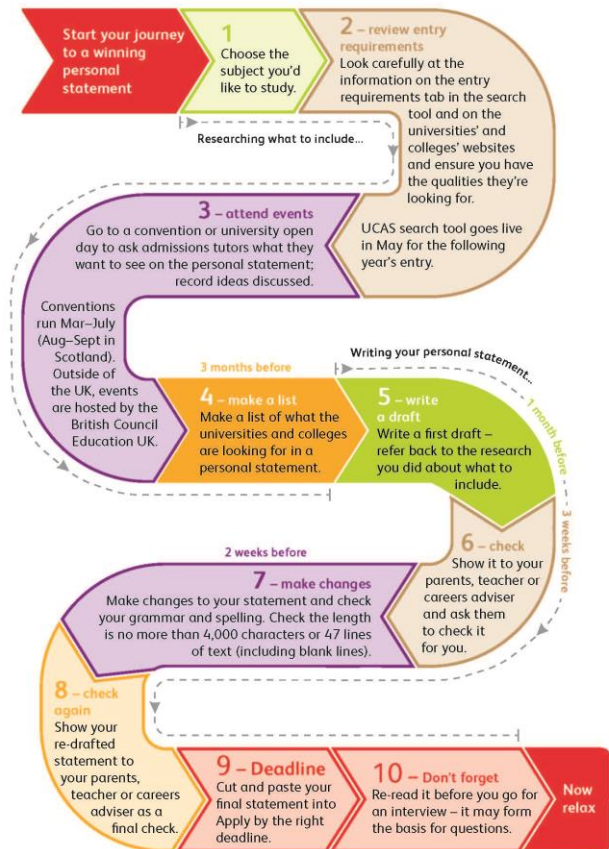 Start your journey
to a winning
personal
statement
1
Choose the
subject you'd
like to study.
2 – review entry
requirements
Look carefully at the
information on the entry
requirements tab in the search
tool and on the
universities' and
colleges' websites
and ensure you have
the qualities they're
looking for.
UCAS search tool goes live
in May for the following
year's entry.
Researching what to include...
3 – attend events
Go to a convention or university open
day to ask admissions tutors what they
want to see on the personal statement;
record ideas discussed.
Conventions
run Mar–July
(Aug–Sept in
Scotland).
Outside of
the UK, events
are hosted by the
British Council
Education UK.
3 months before
4 – make a list
Make a list of what the
universities and colleges
are looking for in a
personal statement.
Writing your personal statement...
5 – write
a draft
Write a first draft –
refer back to the research
you did about what to
include.
1 month before
3 weeks before
6 – check
Show it to your
parents, teacher or
careers adviser
and ask them
to check it
for you.
2 weeks before
7 – make changes
Make changes to your statement and check
your grammar and spelling. Check the length
is no more than 4,000 characters or 47 lines
of text (including blank lines).
8 – check
again
Show your
re-drafted
statement to
your parents,
teacher or careers
adviser as a
final check.
9 – Deadline
Cut and paste your
final statement into
Apply by the right
deadline.
10 – Don't forget
Re-read it before you go for
an interview – it may form
the basis for questions.
Now
relax